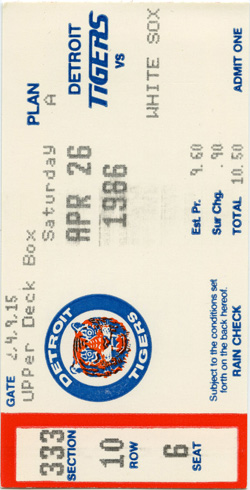 PLAN
A
DETROIT
TIGERS
VS
WHITE SOX
GATE 2,4,9,15
UPPer Deck Box
Saturday
APR 26
1986
DETROIT TIGERS
Est. Pr. 9.60
Sur Chg. .90
TOTAL 10.50
ADMIT ONE
Subject to the conditions set
forth on the back hereof.
RAIN CHECK
333
SECTION
10
ROW
6
SEAT